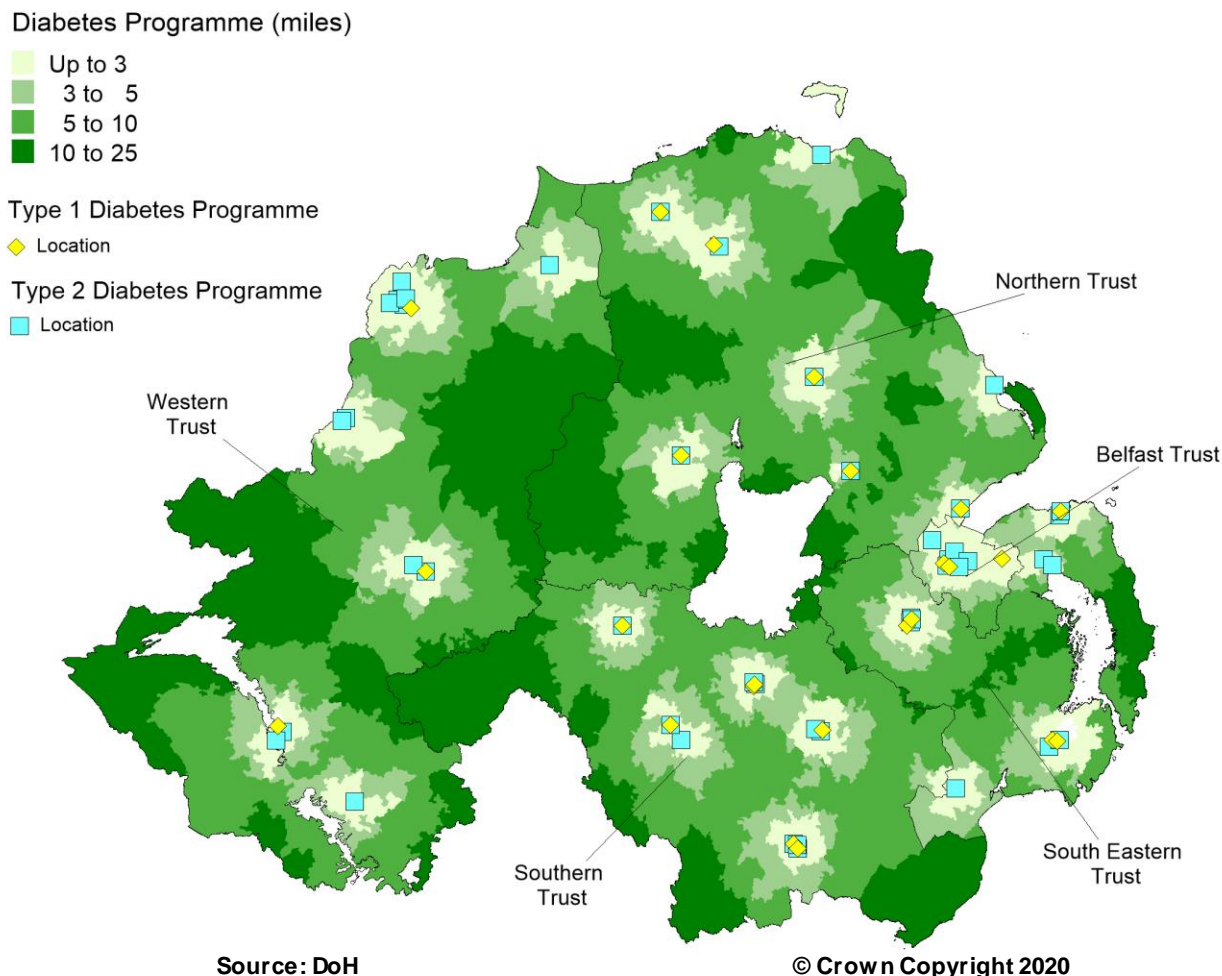 Diabetes Programme (miles)
Up to 3
3 to 5
5 to 10
10 to 25
Type 1 Diabetes Programme
Location
Type 2 Diabetes Programme
Location
Northern Trust
Western
Trust
Belfast Trust
Southern
Trust
South Eastern
Trust
Source: DoH
© Crown Copyright 2020